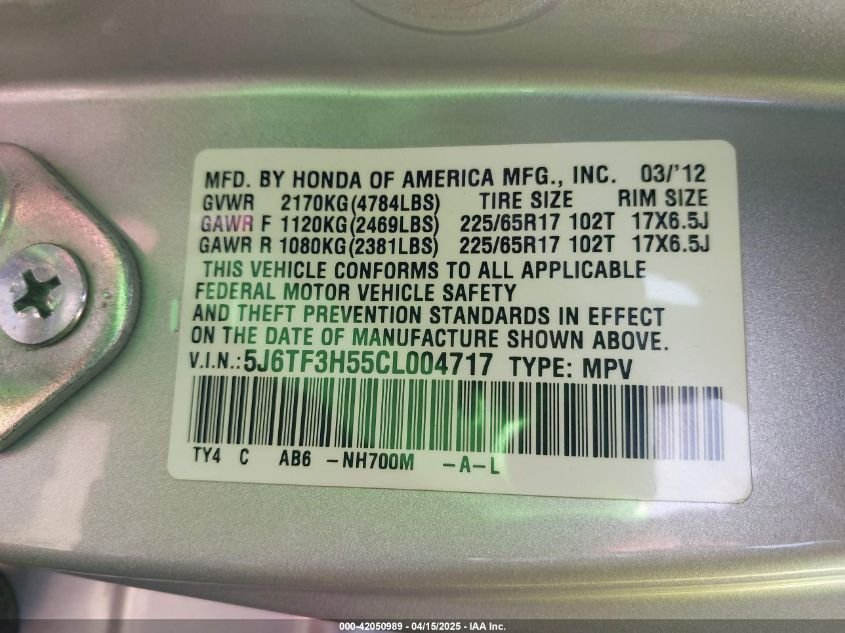 MFD. BY HONDA OF AMERICA MFG., INC. 03/'12
GVWR 2170KG(4784LBS) TIRE SIZE RIM SIZE
GAWR F 1120KG(2469LBS) 225/65R17 102T 17X6.5J
GAWR R 1080KG(2381LBS) 225/65R17 102T 17X6.5J
THIS VEHICLE CONFORMS TO ALL APPLICABLE
FEDERAL MOTOR VEHICLE SAFETY
AND THEFT PREVENTION STANDARDS IN EFFECT
ON THE DATE OF MANUFACTURE SHOWN ABOVE.
V.I.N.: 5J6TF3H55CL004717 TYPE: MPV
TY4 C AB6 -NH700M -A-L
000-42050989 - 04/15/2025 - IAA Inc.